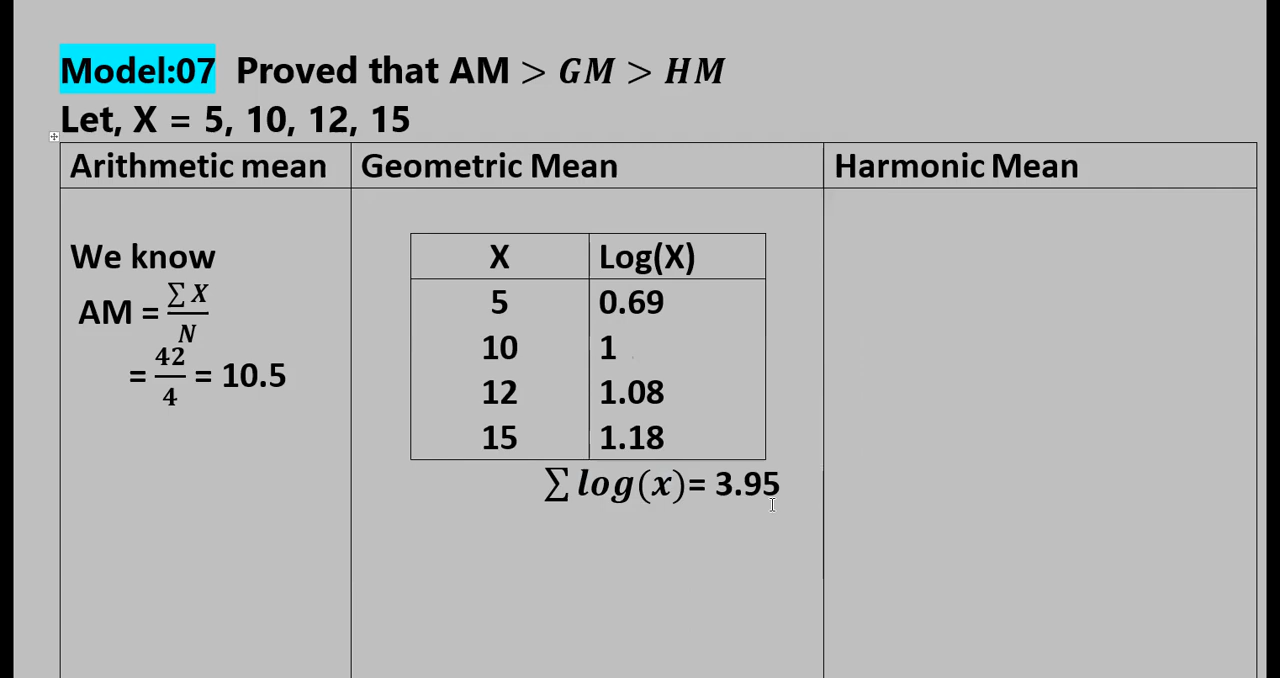 Model:07 Proved that AM > GM > HM
Let, X = 5, 10, 12, 15
Arithmetic mean Geometric Mean Harmonic Mean
We know
AM = ∑ X / N
= 42 / 4 = 10.5
X Log(X)
5 0.69
10 1
12 1.08
15 1.18
∑ log(x)= 3.95